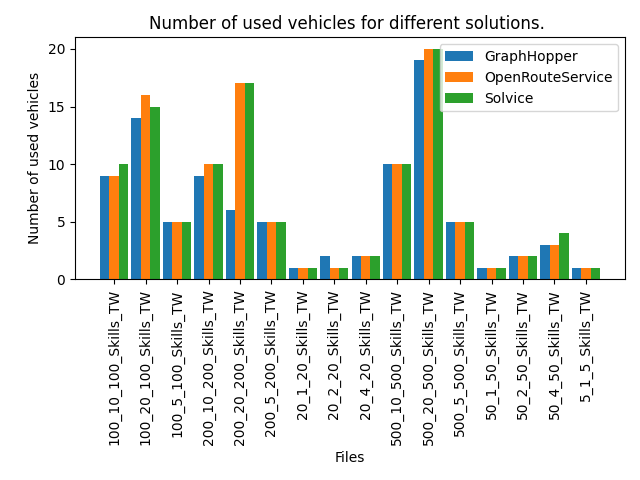 Number of used vehicles for different solutions.
GraphHopper
OpenRouteService
Solvice
Number of used vehicles
20
15
10
5
0
100_10_100_Skills_TW
100_20_100_Skills_TW
100_5_100_Skills_TW
200_10_200_Skills_TW
200_20_200_Skills_TW
200_5_200_Skills_TW
20_1_20_Skills_TW
20_2_20_Skills_TW
20_4_20_Skills_TW
500_10_500_Skills_TW
500_20_500_Skills_TW
500_5_500_Skills_TW
50_1_50_Skills_TW
50_2_50_Skills_TW
50_4_50_Skills_TW
5_1_5_Skills_TW
Files